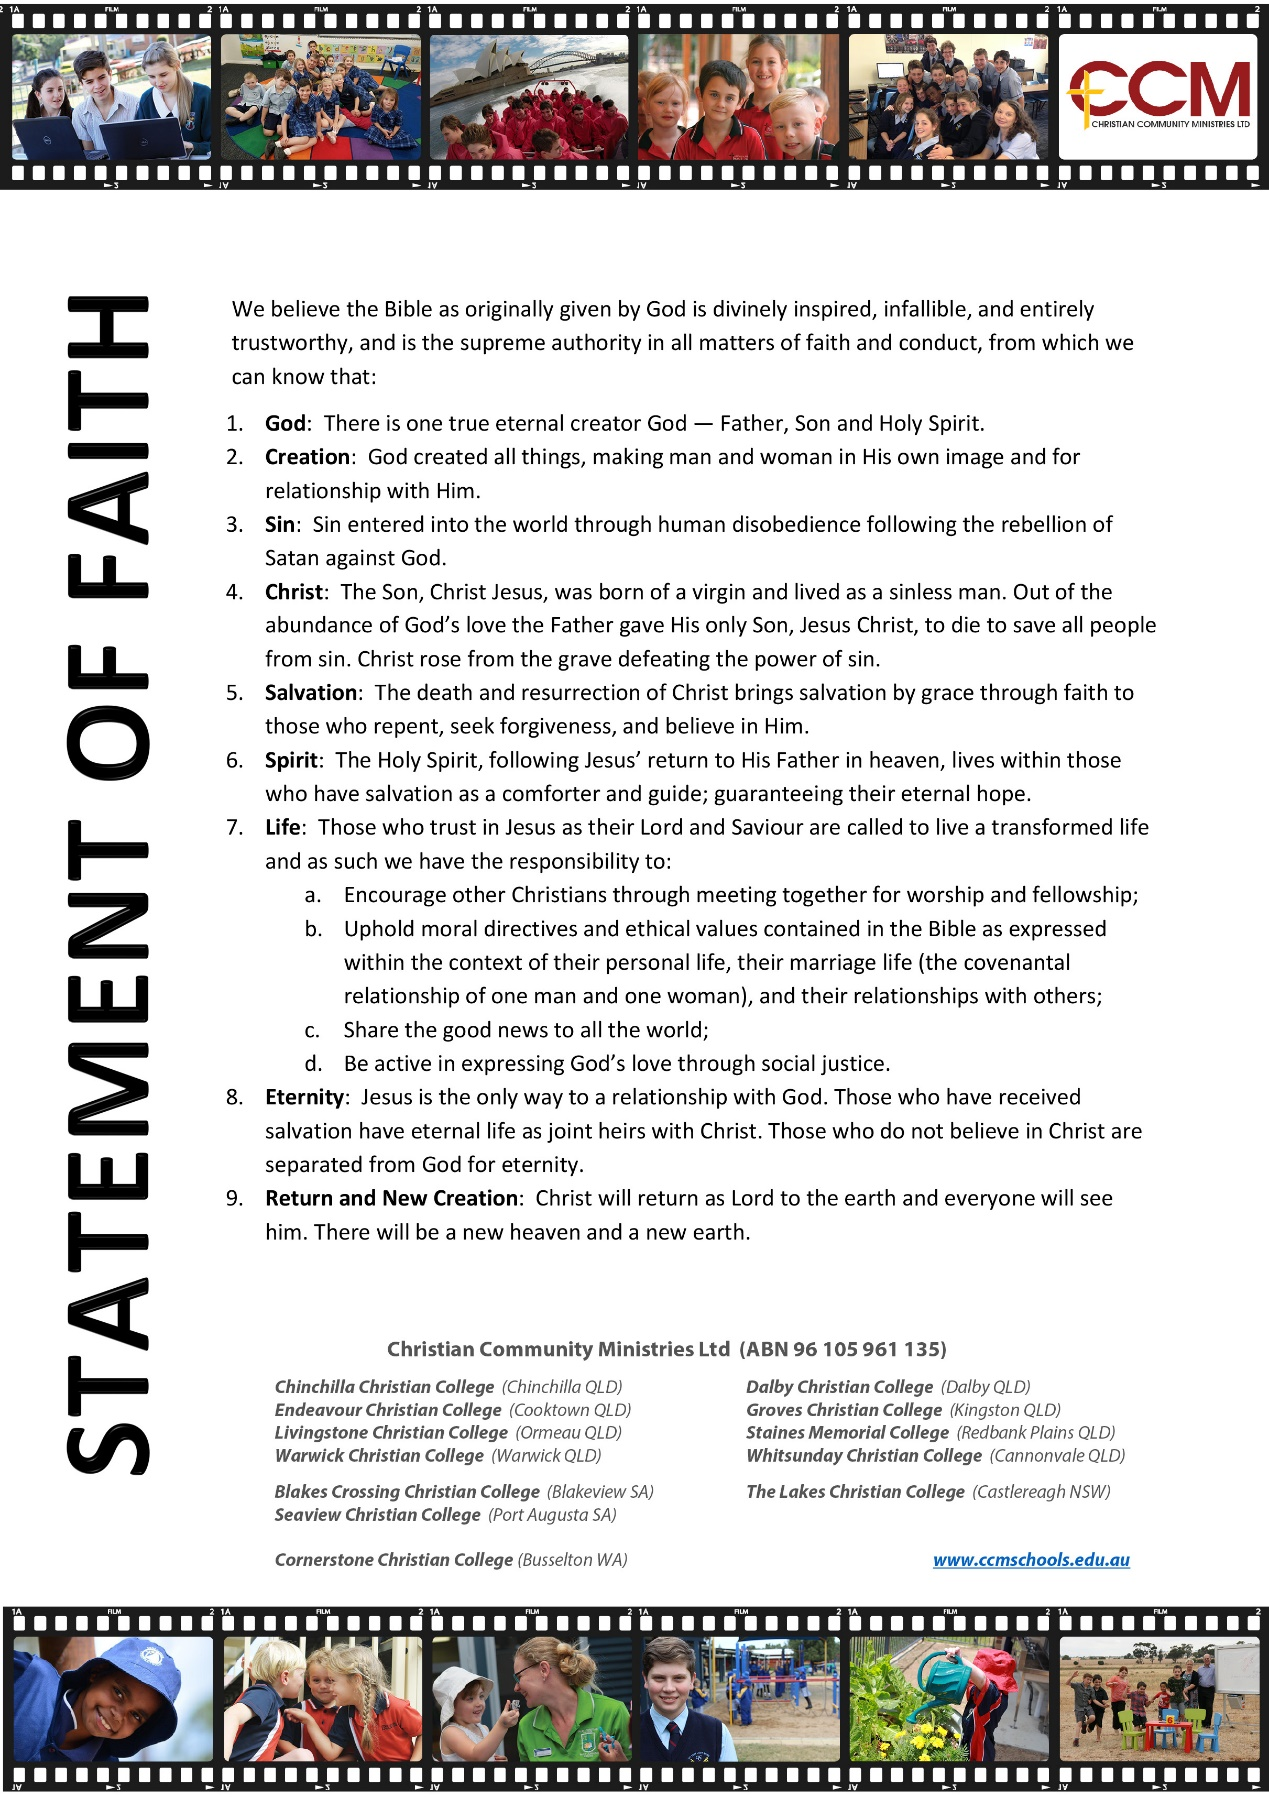 CCM
CHRISTIAN COMMUNITY MINISTRIES LTD
STATEMENT OF FAITH
We believe the Bible as originally given by God is divinely inspired, infallible, and entirely
trustworthy, and is the supreme authority in all matters of faith and conduct, from which we
can know that:
1. God:  There is one true eternal creator God — Father, Son and Holy Spirit.
2. Creation:  God created all things, making man and woman in His own image and for
relationship with Him.
3. Sin:  Sin entered into the world through human disobedience following the rebellion of
Satan against God.
4. Christ:  The Son, Christ Jesus, was born of a virgin and lived as a sinless man. Out of the
abundance of God’s love the Father gave His only Son, Jesus Christ, to die to save all people
from sin. Christ rose from the grave defeating the power of sin.
5. Salvation:  The death and resurrection of Christ brings salvation by grace through faith to
those who repent, seek forgiveness, and believe in Him.
6. Spirit:  The Holy Spirit, following Jesus’ return to His Father in heaven, lives within those
who have salvation as a comforter and guide; guaranteeing their eternal hope.
7. Life:  Those who trust in Jesus as their Lord and Saviour are called to live a transformed life
and as such we have the responsibility to:
a. Encourage other Christians through meeting together for worship and fellowship;
b. Uphold moral directives and ethical values contained in the Bible as expressed
within the context of their personal life, their marriage life (the covenantal
relationship of one man and one woman), and their relationships with others;
c. Share the good news to all the world;
d. Be active in expressing God’s love through social justice.
8. Eternity:  Jesus is the only way to a relationship with God. Those who have received
salvation have eternal life as joint heirs with Christ. Those who do not believe in Christ are
separated from God for eternity.
9. Return and New Creation:  Christ will return as Lord to the earth and everyone will see
him. There will be a new heaven and a new earth.
Christian Community Ministries Ltd (ABN 96 105 961 135)
Chinchilla Christian College (Chinchilla QLD)
Endeavour Christian College (Cooktown QLD)
Livingstone Christian College (Ormeau QLD)
Warwick Christian College (Warwick QLD)
Dalby Christian College (Dalby QLD)
Groves Christian College (Kingston QLD)
Staines Memorial College (Redbank Plains QLD)
Whitsunday Christian College (Cannonvale QLD)
Blakes Crossing Christian College (Blakeview SA)
Seaview Christian College (Port Augusta SA)
The Lakes Christian College (Castlereagh NSW)
Cornerstone Christian College (Busselton WA)
www.ccmschools.edu.au